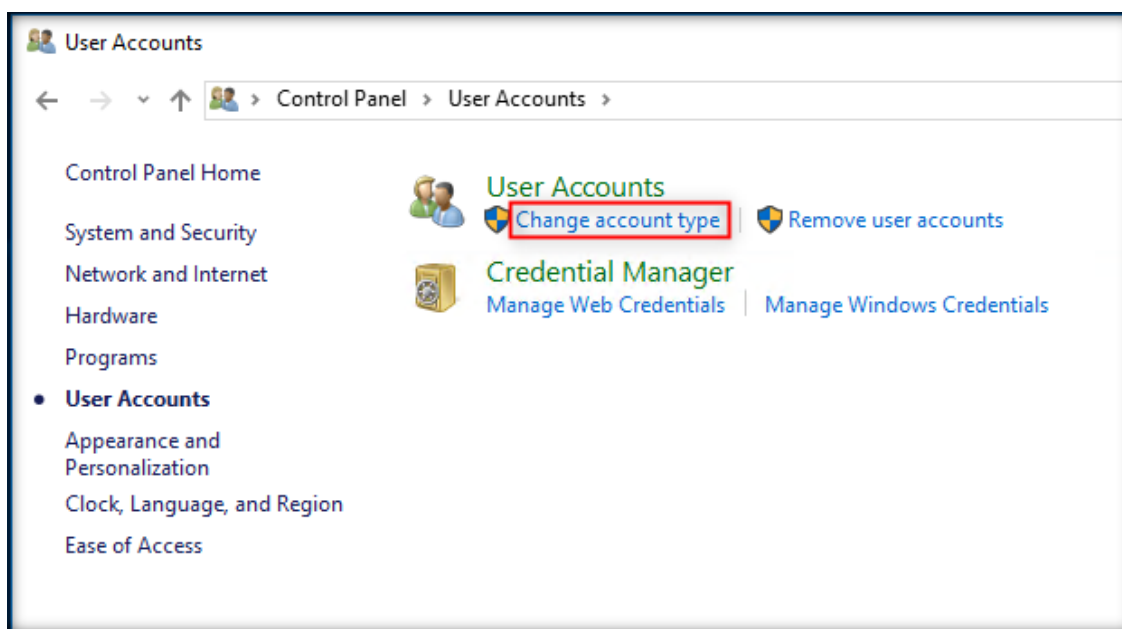 User Accounts
Control Panel > User Accounts >
Control Panel Home
System and Security
Network and Internet
Hardware
Programs
User Accounts
Appearance and
Personalization
Clock, Language, and Region
Ease of Access
User Accounts
Change account type
Remove user accounts
Credential Manager
Manage Web Credentials
Manage Windows Credentials